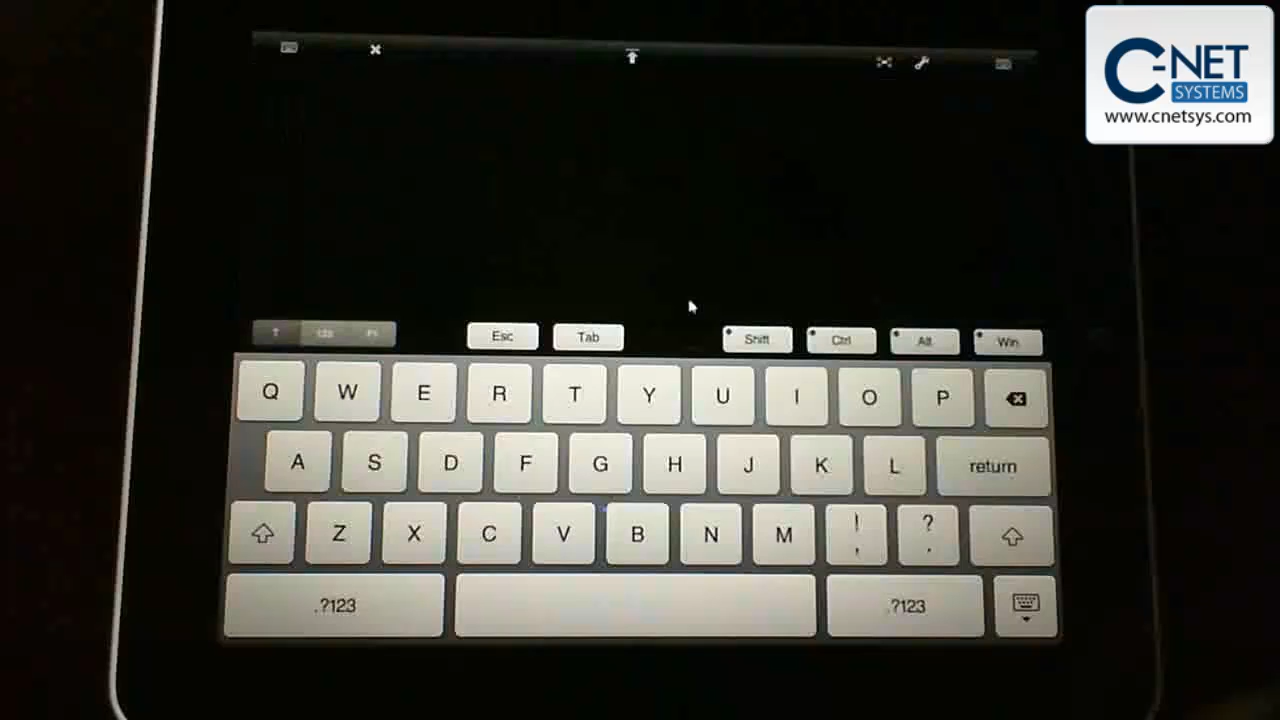 C-NET
SYSTEMS
www.cnetsys.com
Esc Tab Shift Ctrl Alt Win
Q W E R T Y U I O P
A S D F G H J K L return
Z X C V B N M ! , ? .
.?123 .?123